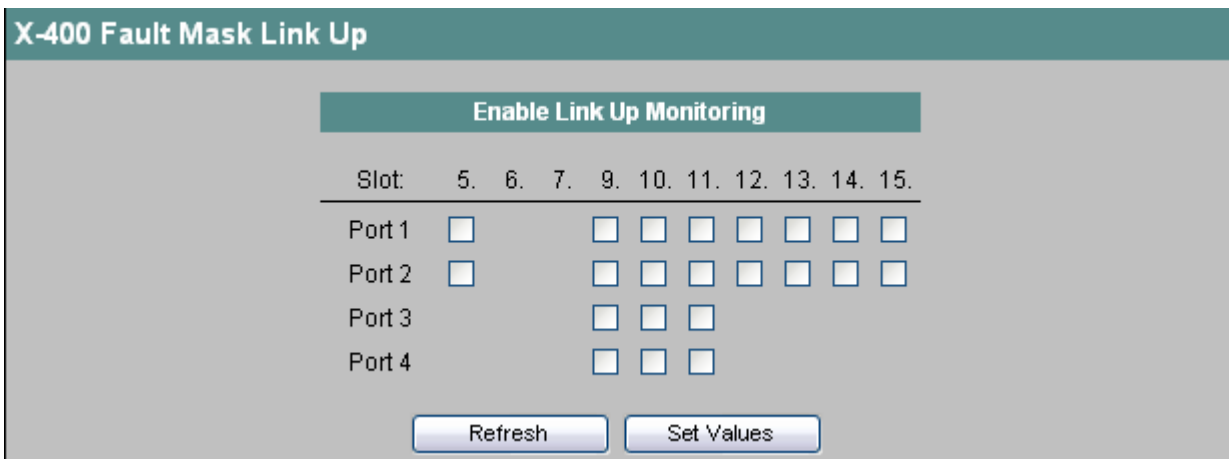 X-400 Fault Mask Link Up
Enable Link Up Monitoring
Slot: 5. 6. 7. 9. 10. 11. 12. 13. 14. 15.
Port 1
Port 2
Port 3
Port 4
Refresh Set Values